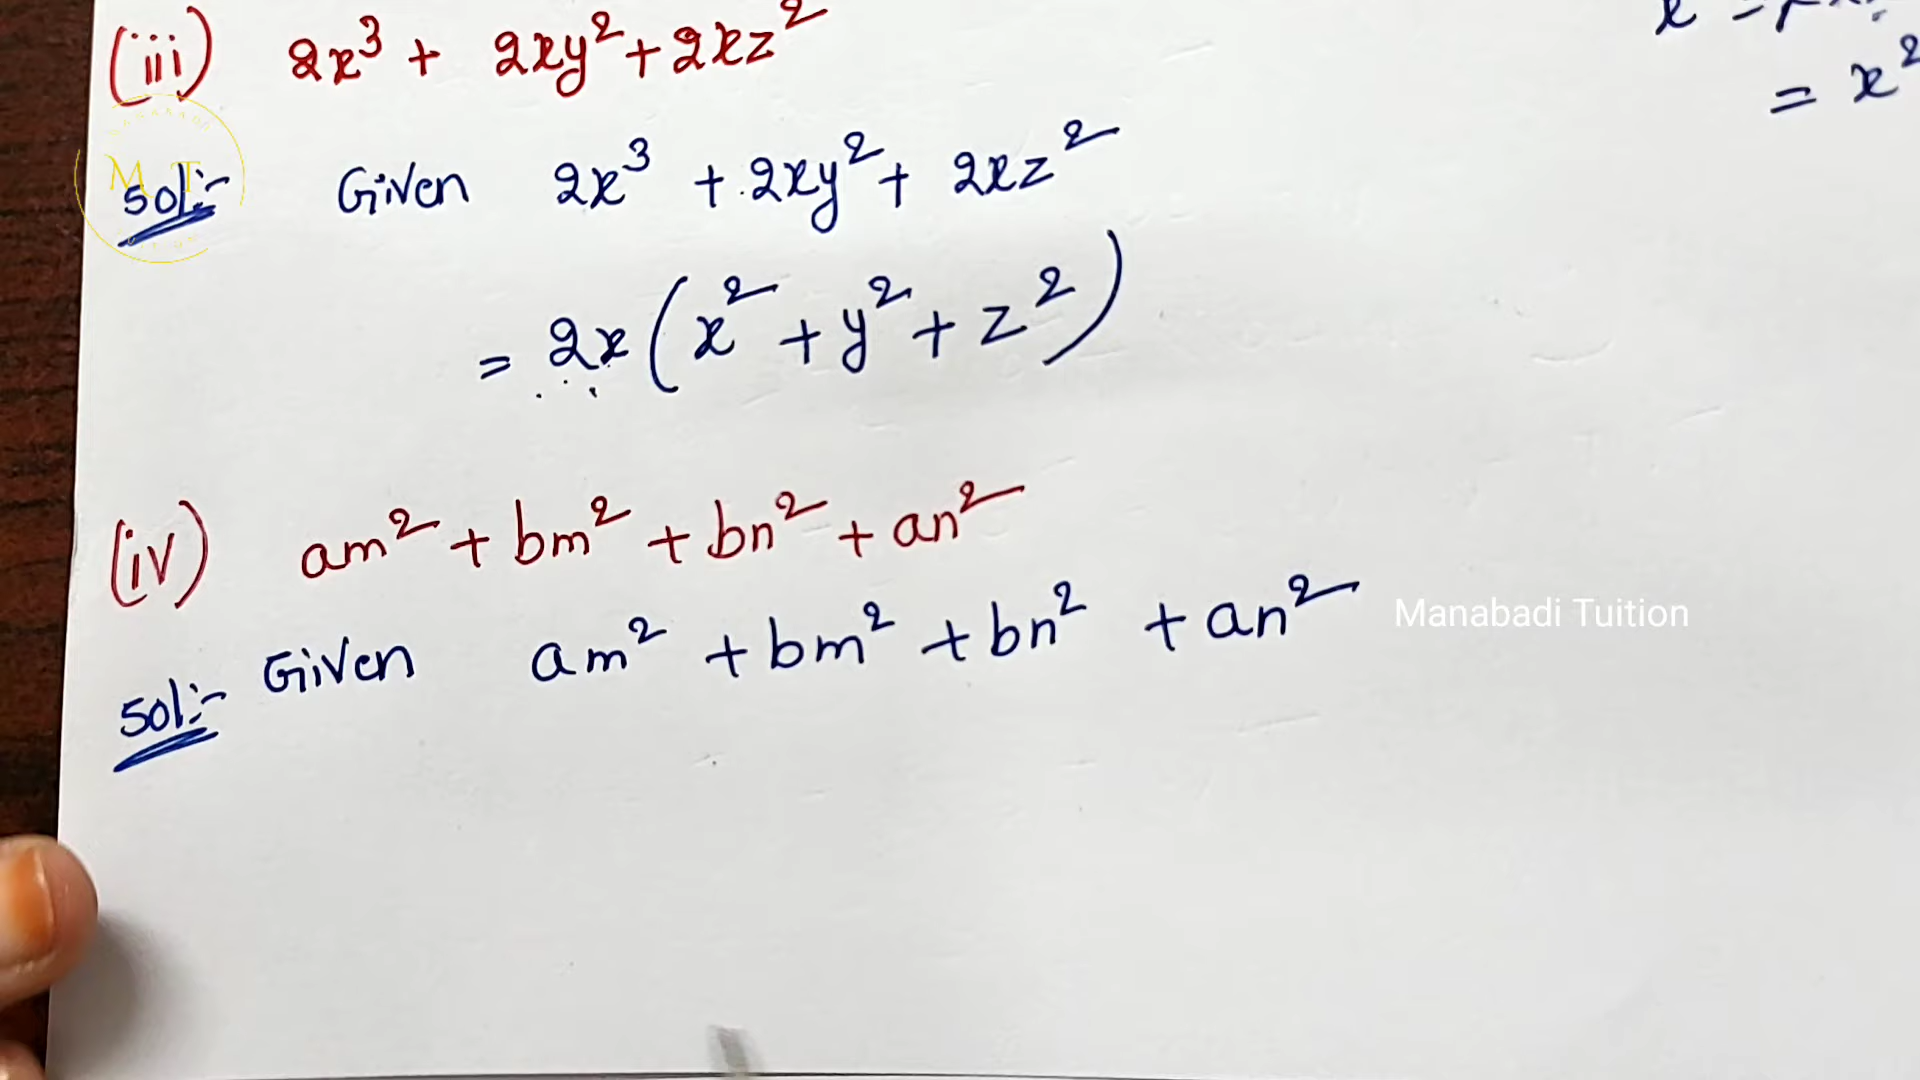 (iii) 2x³ + 2xy² + 2xz²
= x²
M T
Sol:- Given 2x³ + 2xy² + 2xz²
= 2x(x² + y² + z²)
(iv) am² + bm² + bn² + an²
Sol:- Given am² + bm² + bn² + an²
Manabadi Tuition